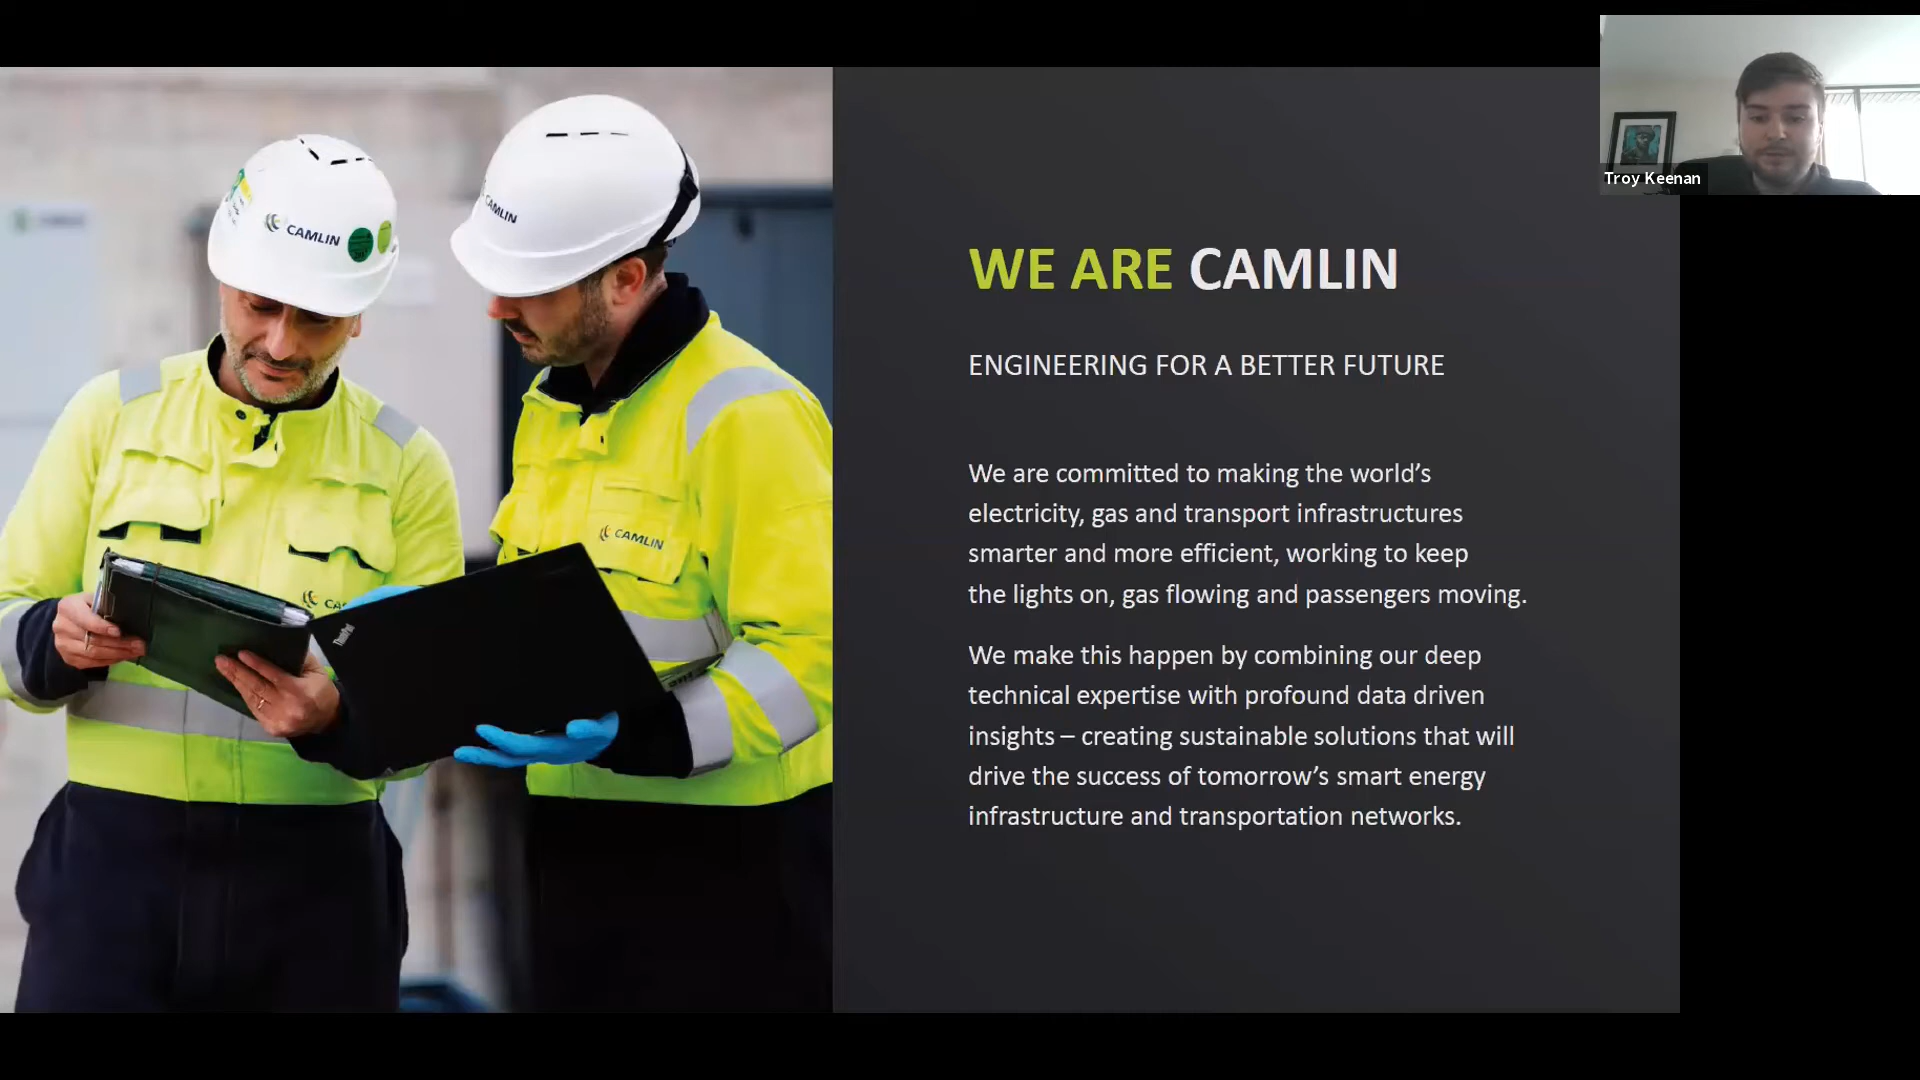 Troy Keenan
WE ARE CAMLIN
ENGINEERING FOR A BETTER FUTURE
We are committed to making the world’s
electricity, gas and transport infrastructures
smarter and more efficient, working to keep
the lights on, gas flowing and passengers moving.
We make this happen by combining our deep
technical expertise with profound data driven
insights – creating sustainable solutions that will
drive the success of tomorrow’s smart energy
infrastructure and transportation networks.
CAMLIN
CAMLIN
CAMLIN
ThinkPad